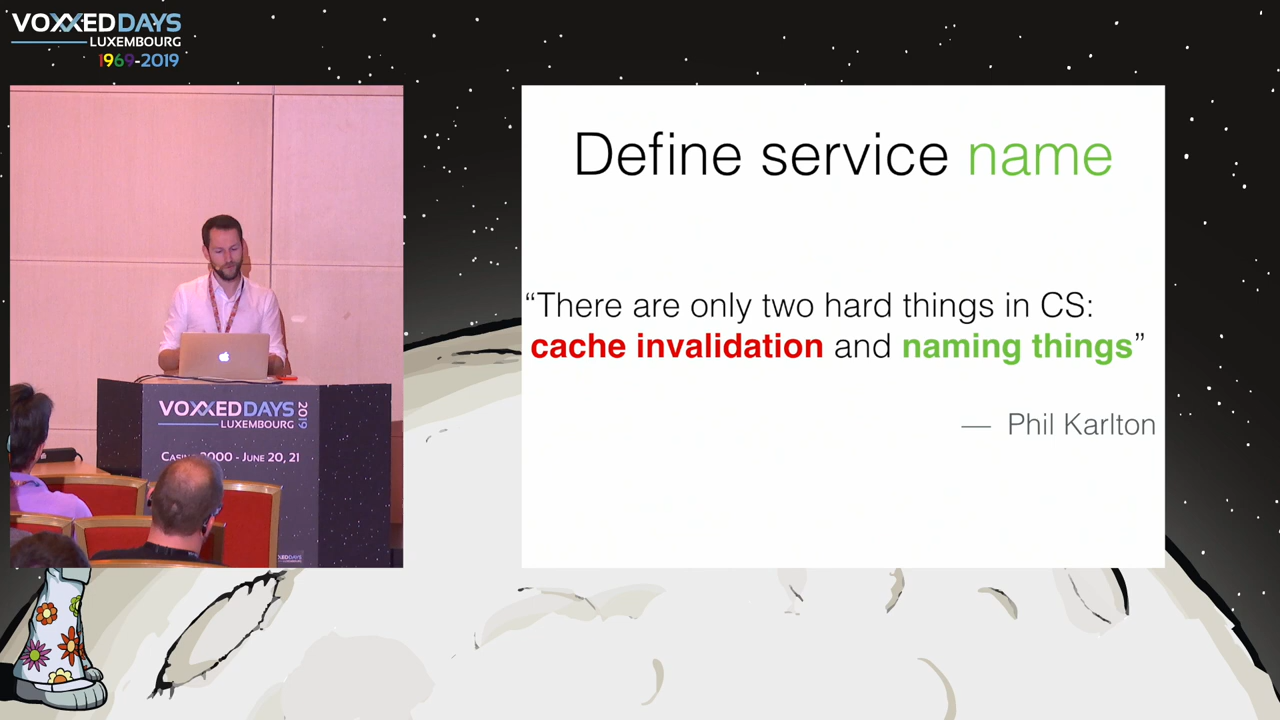 VOXXEDDAYS
LUXEMBOURG
1969-2019
Define service name
“There are only two hard things in CS:
cache invalidation and naming things”
— Phil Karlton
VOXXEDDAYS 2019
LUXEMBOURG
2000 - JUNE 20, 21